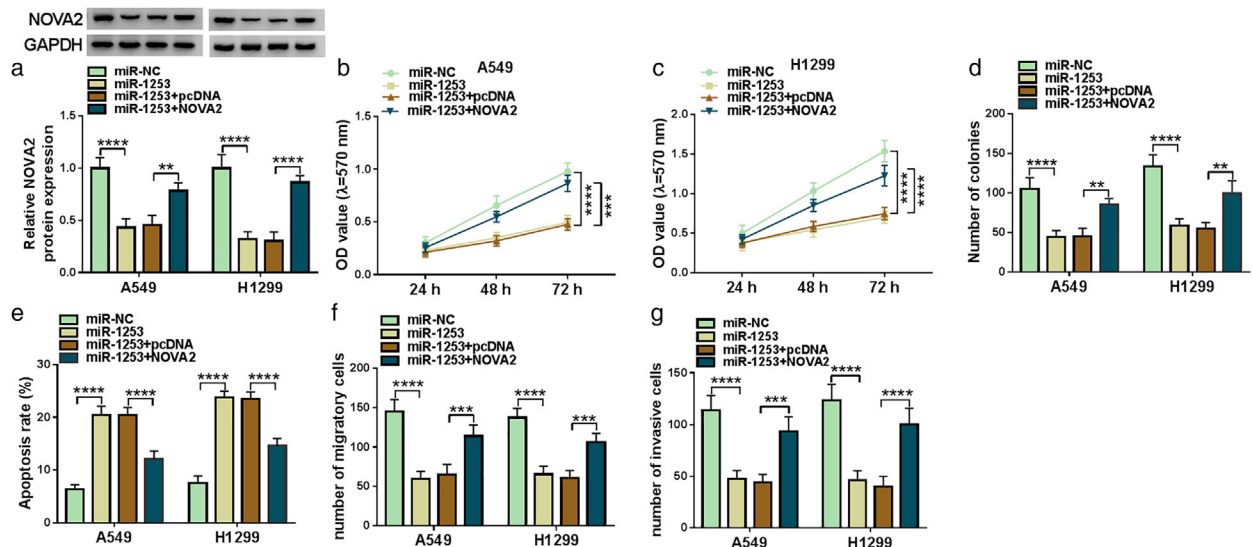 NOVA2
GAPDH
a
miR-NC
miR-1253
miR-1253+pcDNA
miR-1253+NOVA2
Relative NOVA2
protein expression
1.5
1.0
0.5
0.0
****
**
****
****
A549
H1299
b
A549
miR-NC
miR-1253
miR-1253+pcDNA
miR-1253+NOVA2
OD value (λ=570 nm)
1.5
1.0
0.5
0.0
****
***
24 h
48 h
72 h
c
H1299
miR-NC
miR-1253
miR-1253+pcDNA
miR-1253+NOVA2
OD value (λ=570 nm)
2.0
1.5
1.0
0.5
0.0
****
****
24 h
48 h
72 h
d
miR-NC
miR-1253
miR-1253+pcDNA
miR-1253+NOVA2
Number of colonies
200
150
100
50
0
****
**
****
**
A549
H1299
e
miR-NC
miR-1253
miR-1253+pcDNA
miR-1253+NOVA2
Apoptosis rate (%)
30
20
10
0
****
****
****
****
A549
H1299
f
miR-NC
miR-1253
miR-1253+pcDNA
miR-1253+NOVA2
number of migratory cells
200
150
100
50
0
****
***
****
***
A549
H1299
g
miR-NC
miR-1253
miR-1253+pcDNA
miR-1253+NOVA2
number of invasive cells
150
100
50
0
****
***
****
****
A549
H1299